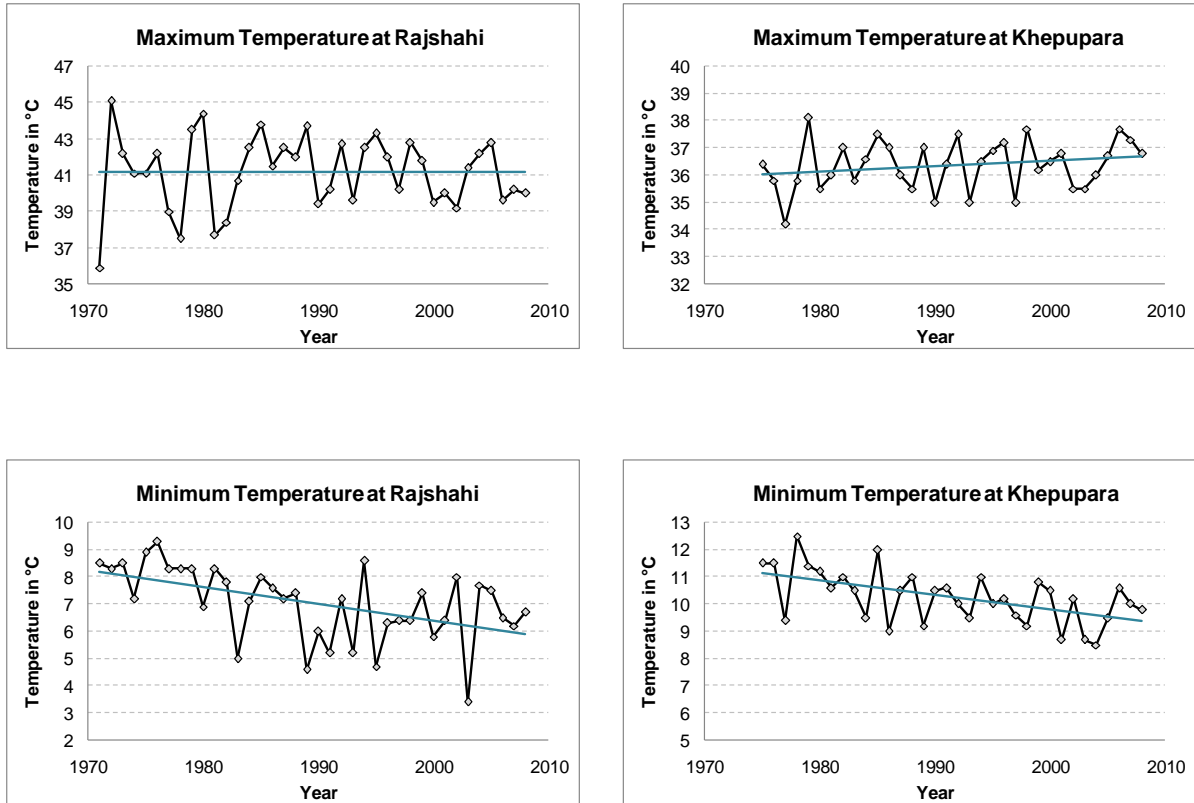 Maximum Temperature at Rajshahi
47
45
43
41
39
37
35
Temperature in °C
1970 1980 1990 2000 2010
Year
Maximum Temperature at Khepupara
40
39
38
37
36
35
34
33
32
Temperature in °C
1970 1980 1990 2000 2010
Year
Minimum Temperature at Rajshahi
10
9
8
7
6
5
4
3
2
Temperature in °C
1970 1980 1990 2000 2010
Year
Minimum Temperature at Khepupara
13
12
11
10
9
8
7
6
5
Temperature in °C
1970 1980 1990 2000 2010
Year